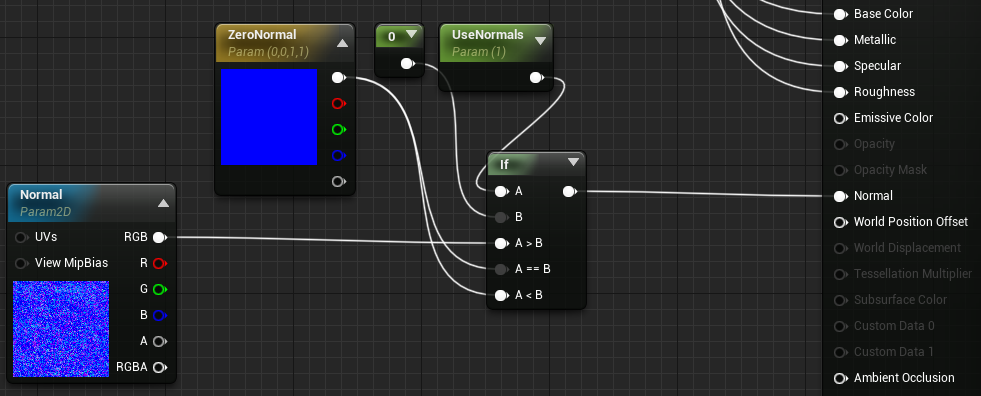 ZeroNormal
Param (0,0,1,1)
0
UseNormals
Param (1)
If
A
B
A > B
A == B
A < B
Normal
Param2D
UVs
RGB
View MipBias
R
G
B
A
RGBA
Base Color
Metallic
Specular
Roughness
Emissive Color
Opacity
Opacity Mask
Normal
World Position Offset
World Displacement
Tessellation Multiplier
Subsurface Color
Custom Data 0
Custom Data 1
Ambient Occlusion